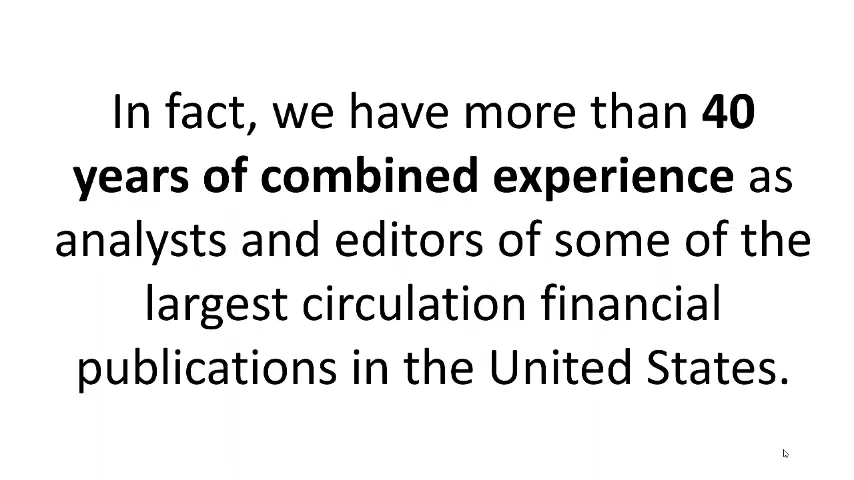 In fact, we have more than 40
years of combined experience as
analysts and editors of some of the
largest circulation financial
publications in the United States.